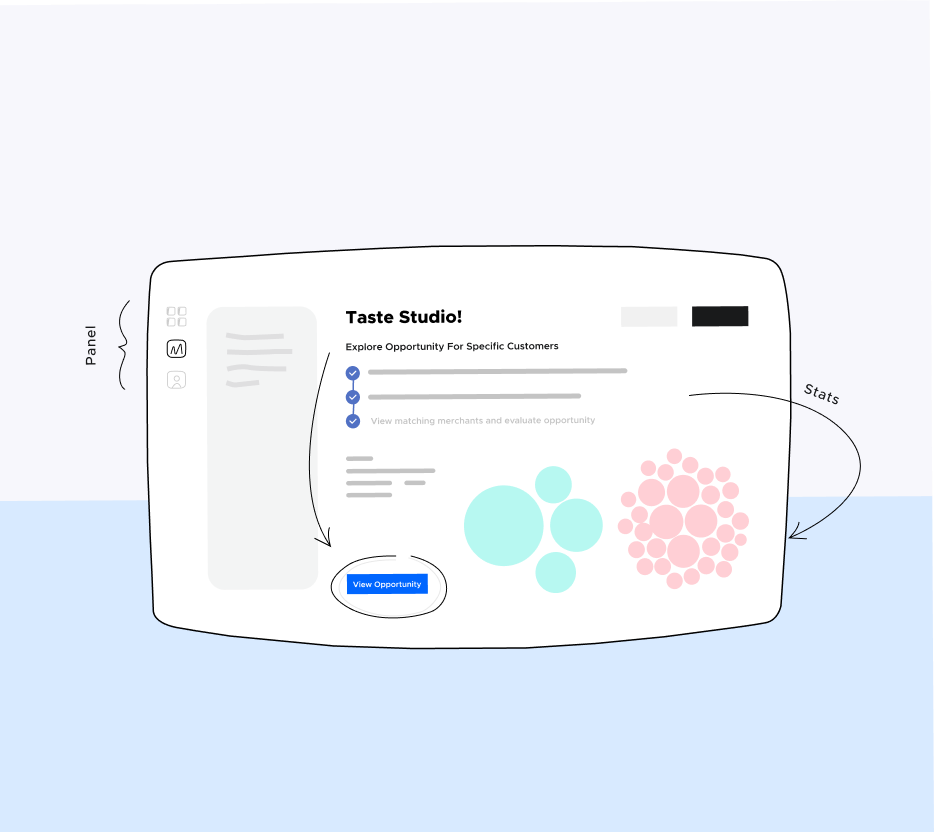 Panel
Taste Studio!
Explore Opportunity For Specific Customers
View matching merchants and evaluate opportunity
Stats
View Opportunity